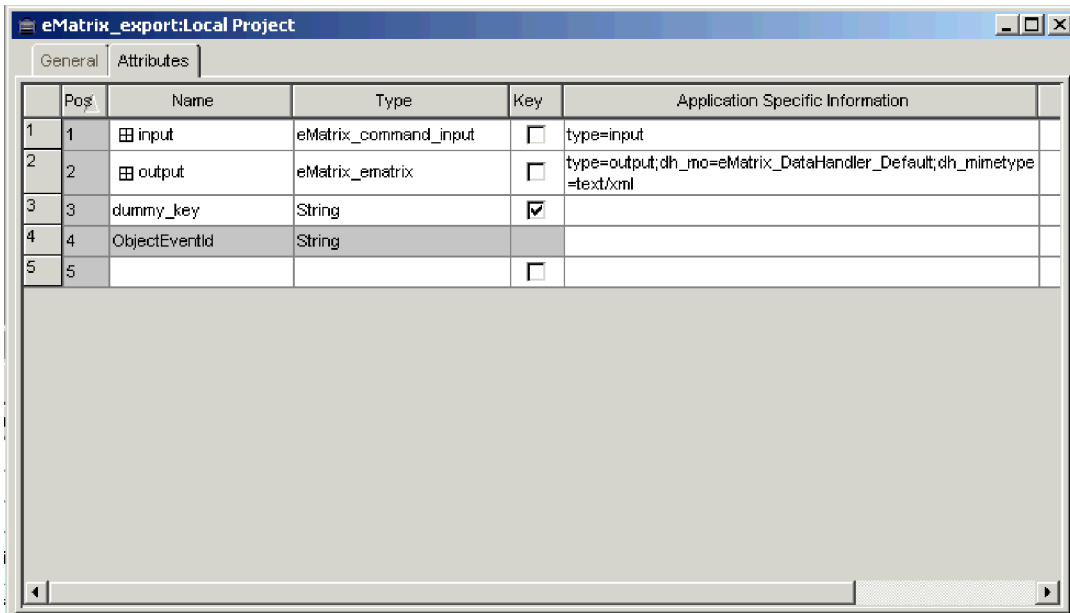 eMatrix_export:Local Project
General Attributes
Pos Name Type Key Application Specific Information
1 1 input eMatrix_command_input type=input
2 2 output eMatrix_ematrix type=output;dh_mo=eMatrix_DataHandler_Default;dh_mimetype
=text/xml
3 3 dummy_key String
4 4 ObjectEventId String
5 5